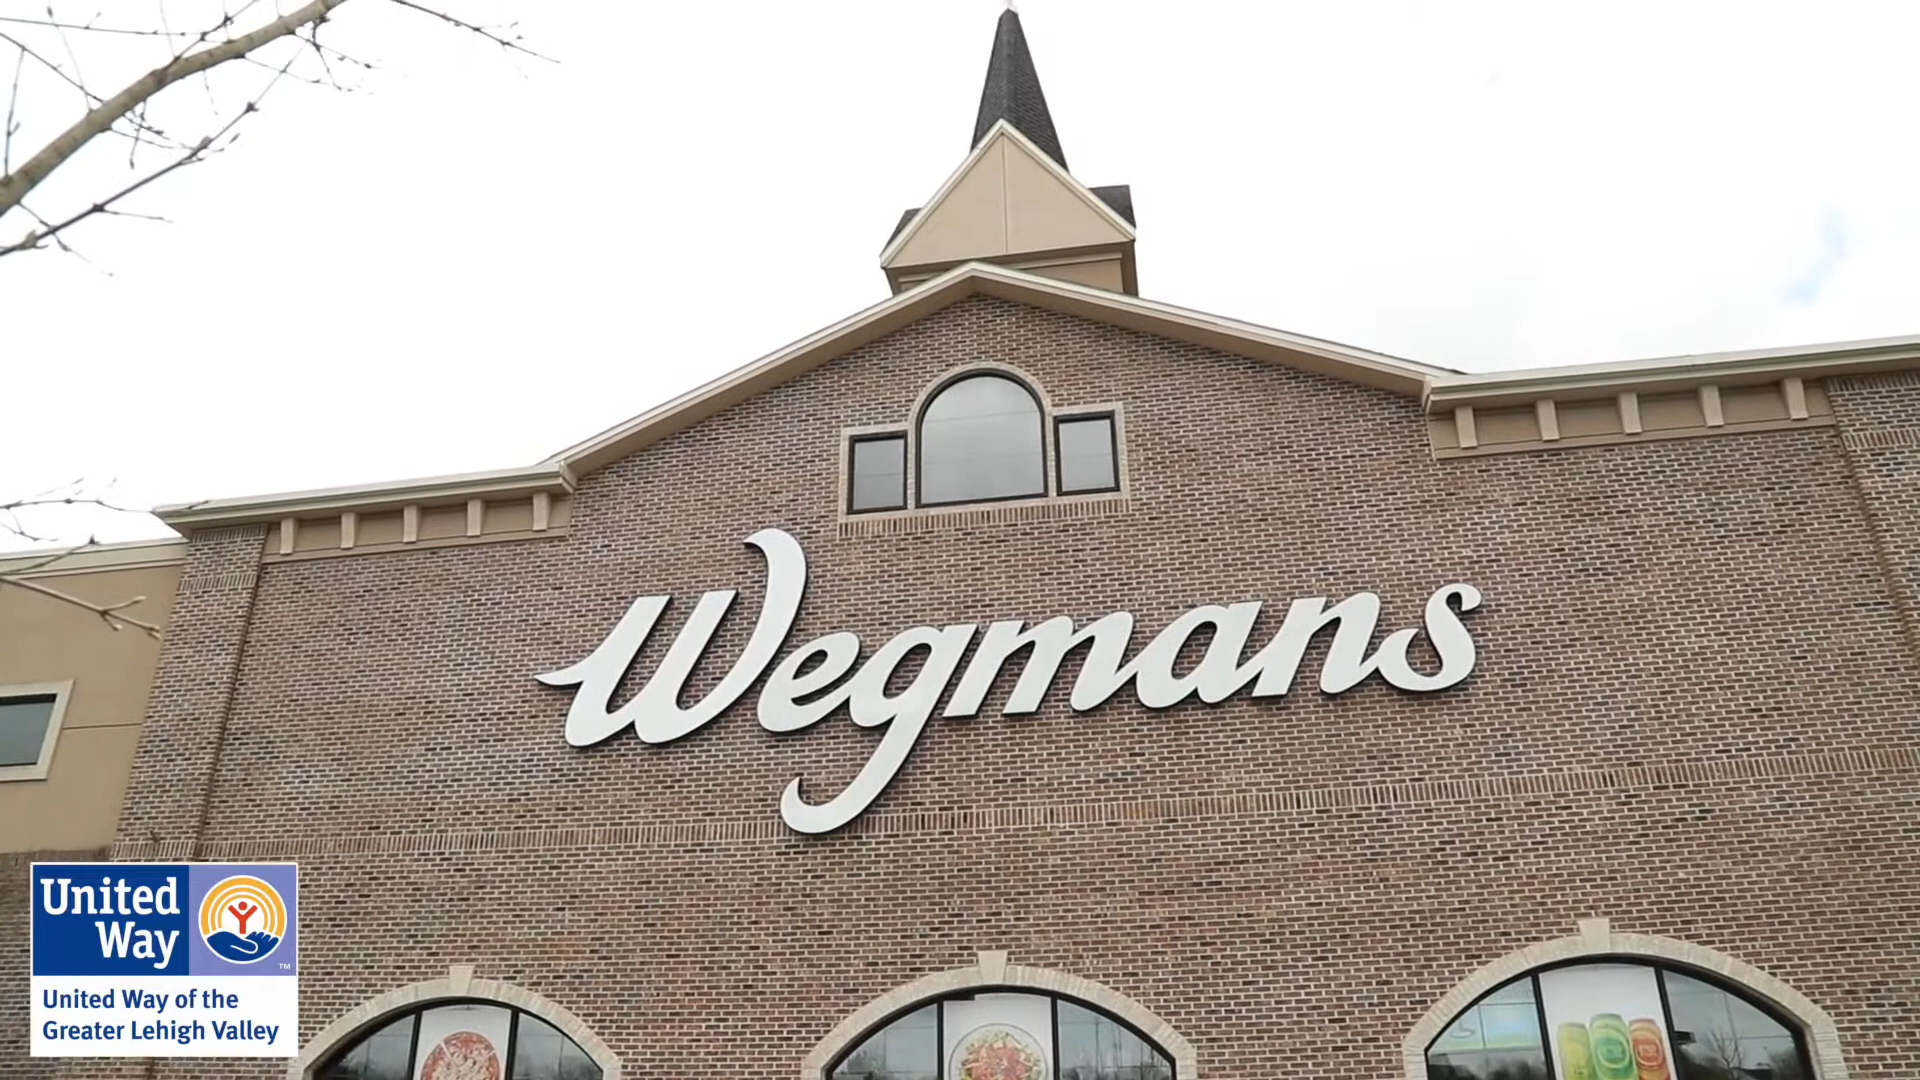 Wegmans
United
Way
United Way of the
Greater Lehigh Valley